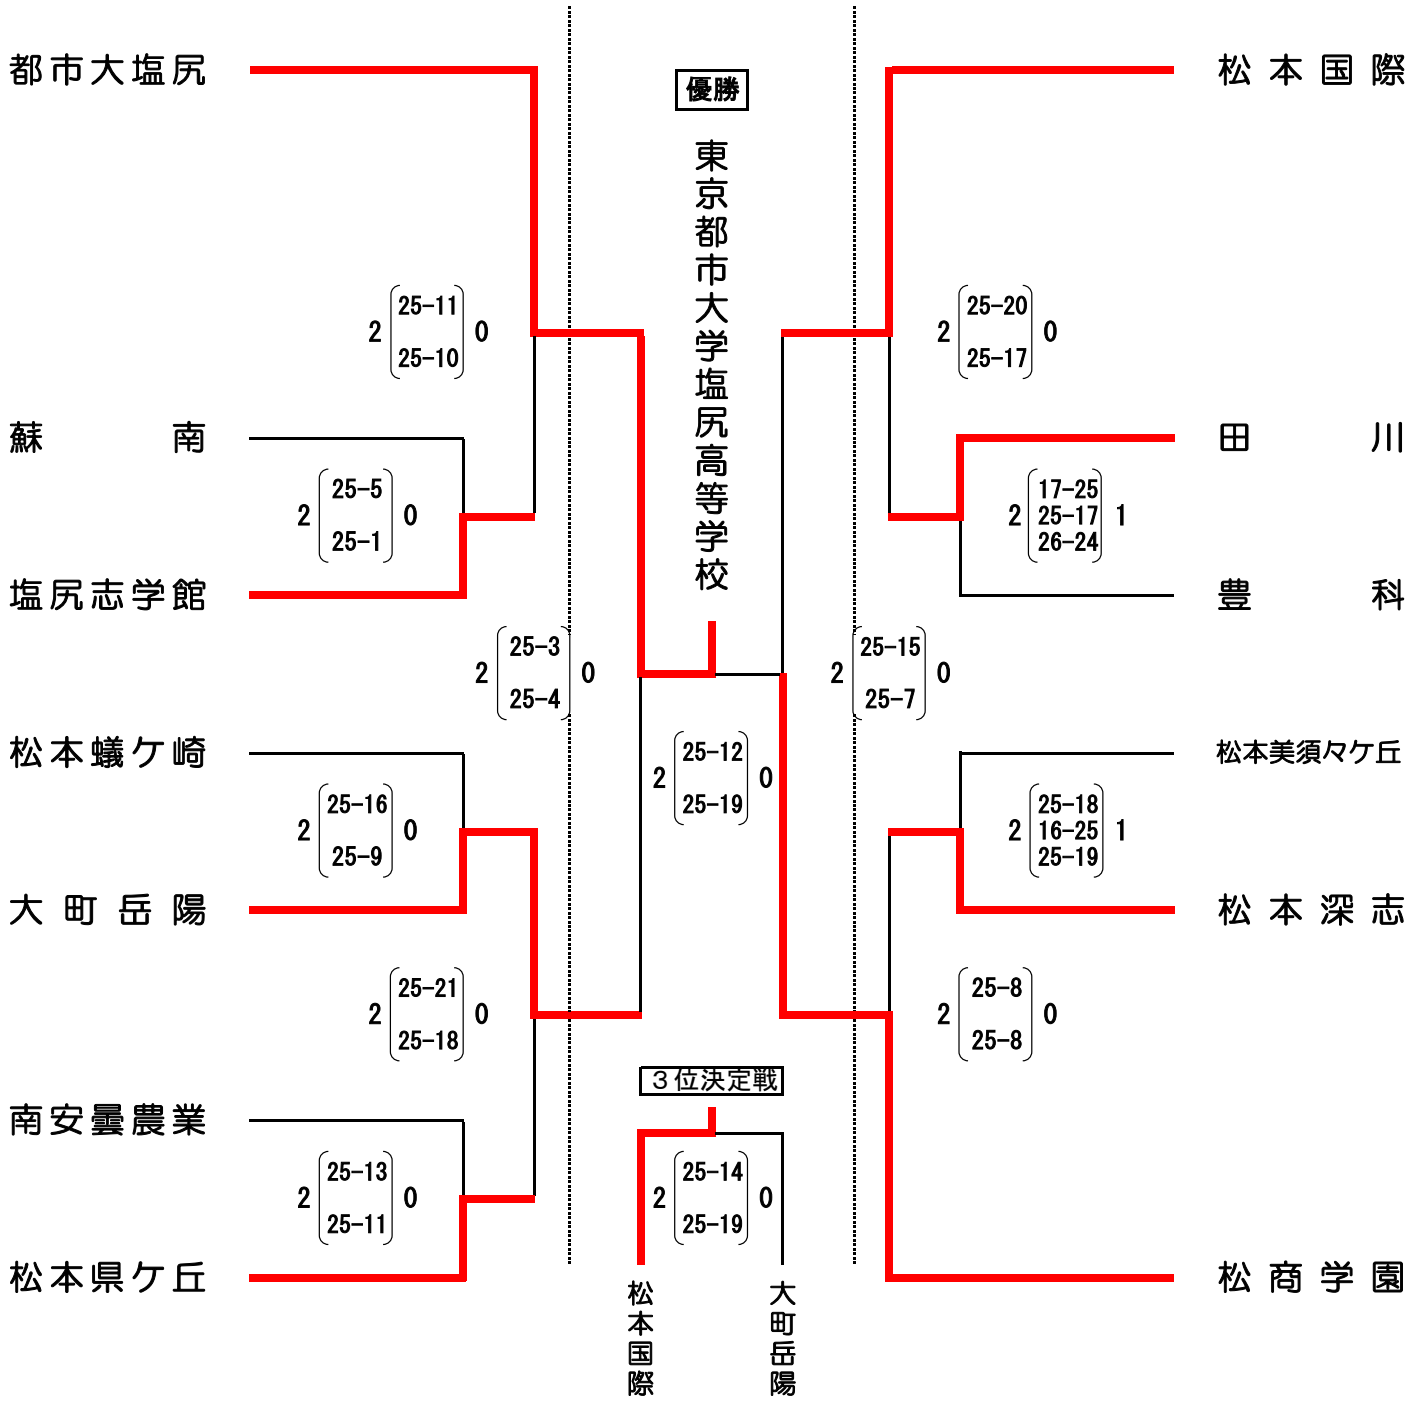 都市大塩尻
蘇南
塩尻志学館
松本蟻ケ崎
大町岳陽
南安曇農業
松本県ケ丘
2 25-11 25-10 0
2 25-5 25-1 0
2 25-3 25-4 0
2 25-16 25-9 0
2 25-21 25-18 0
2 25-13 25-11 0
優勝
東京都市大学塩尻高等学校
2 25-12 25-19 0
3位決定戦
2 25-14 25-19 0
松本国際
大町岳陽
松本国際
田川
豊科
松本美須々ケ丘
松本深志
松商学園
2 25-20 25-17 0
2 17-25 25-17 26-24 1
2 25-15 25-7 0
2 25-18 16-25 25-19 1
2 25-8 25-8 0